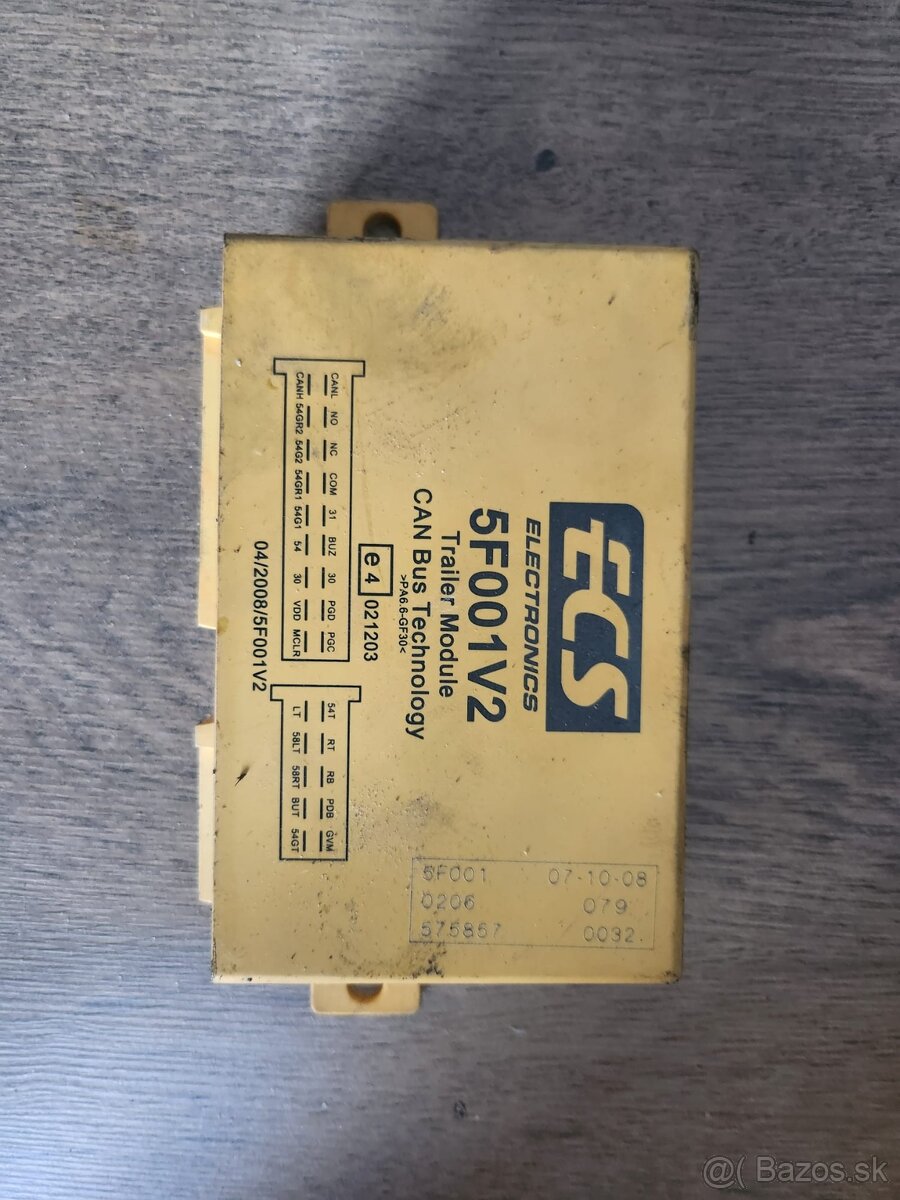 ECS
ELECTRONICS
5F001V2
Trailer Module
CAN Bus Technology
>PA6.6-GF30<
e4 021203
CANL NO NC COM 31 BUZ 30 PGD PGC
CANH 54GR2 54G2 54GR1 54G1 54 30 VDD MCLR
54T RT RB PDB GVM
LT 58LT 58RT BUT 54GT
04/2008/5F001V2
5F001 07-10-08
0206 079
575857 0032
@( Bazos.sk